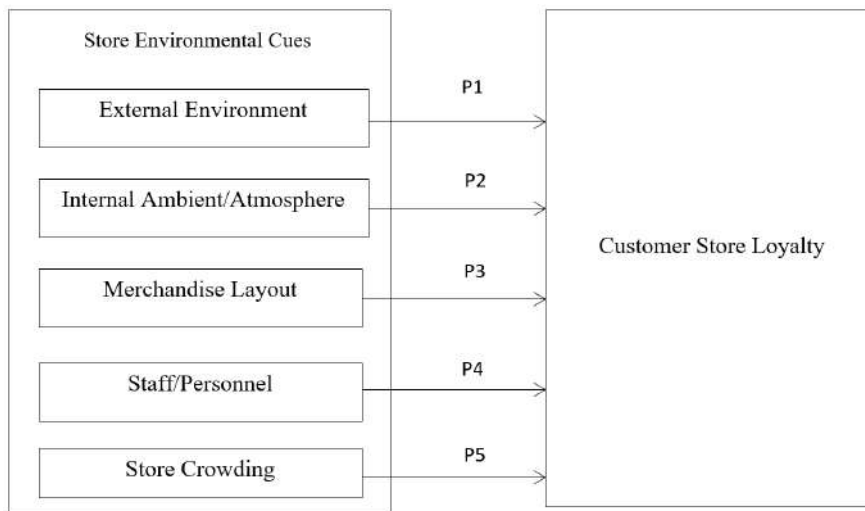 Store Environmental Cues
External Environment
P1
Internal Ambient/Atmosphere
P2
Merchandise Layout
P3
Staff/Personnel
P4
Store Crowding
P5
Customer Store Loyalty